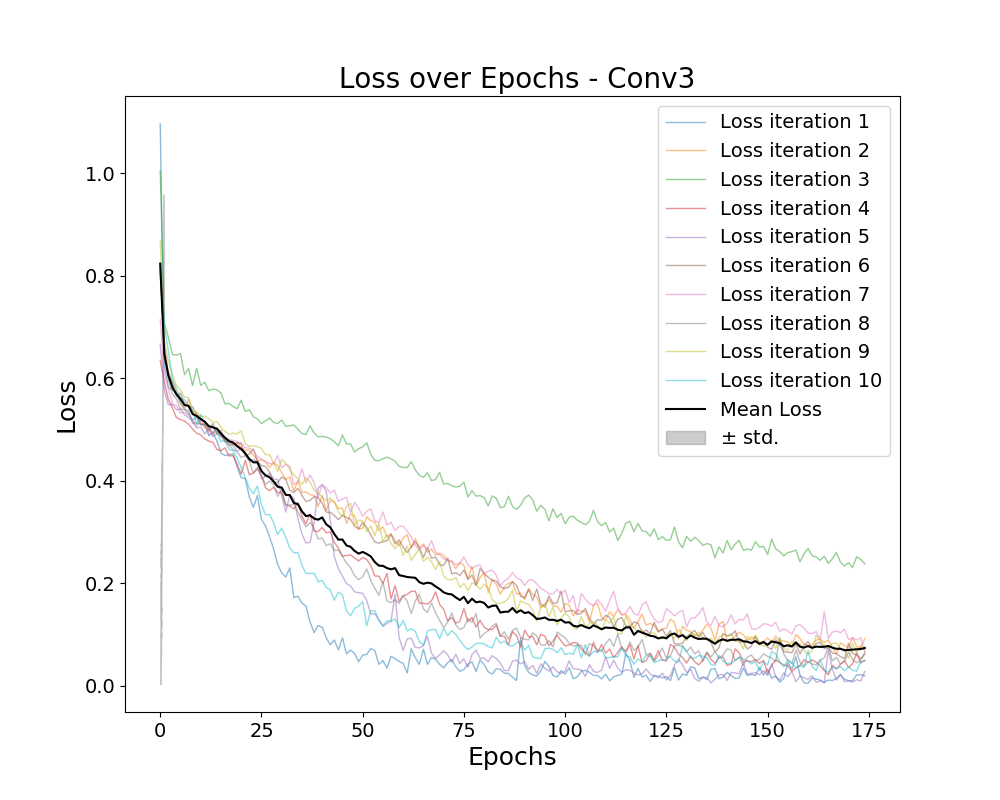 Loss over Epochs - Conv3
Loss
1.0
0.8
0.6
0.4
0.2
0.0
Loss iteration 1
Loss iteration 2
Loss iteration 3
Loss iteration 4
Loss iteration 5
Loss iteration 6
Loss iteration 7
Loss iteration 8
Loss iteration 9
Loss iteration 10
Mean Loss
± std.
0 25 50 75 100 125 150 175
Epochs